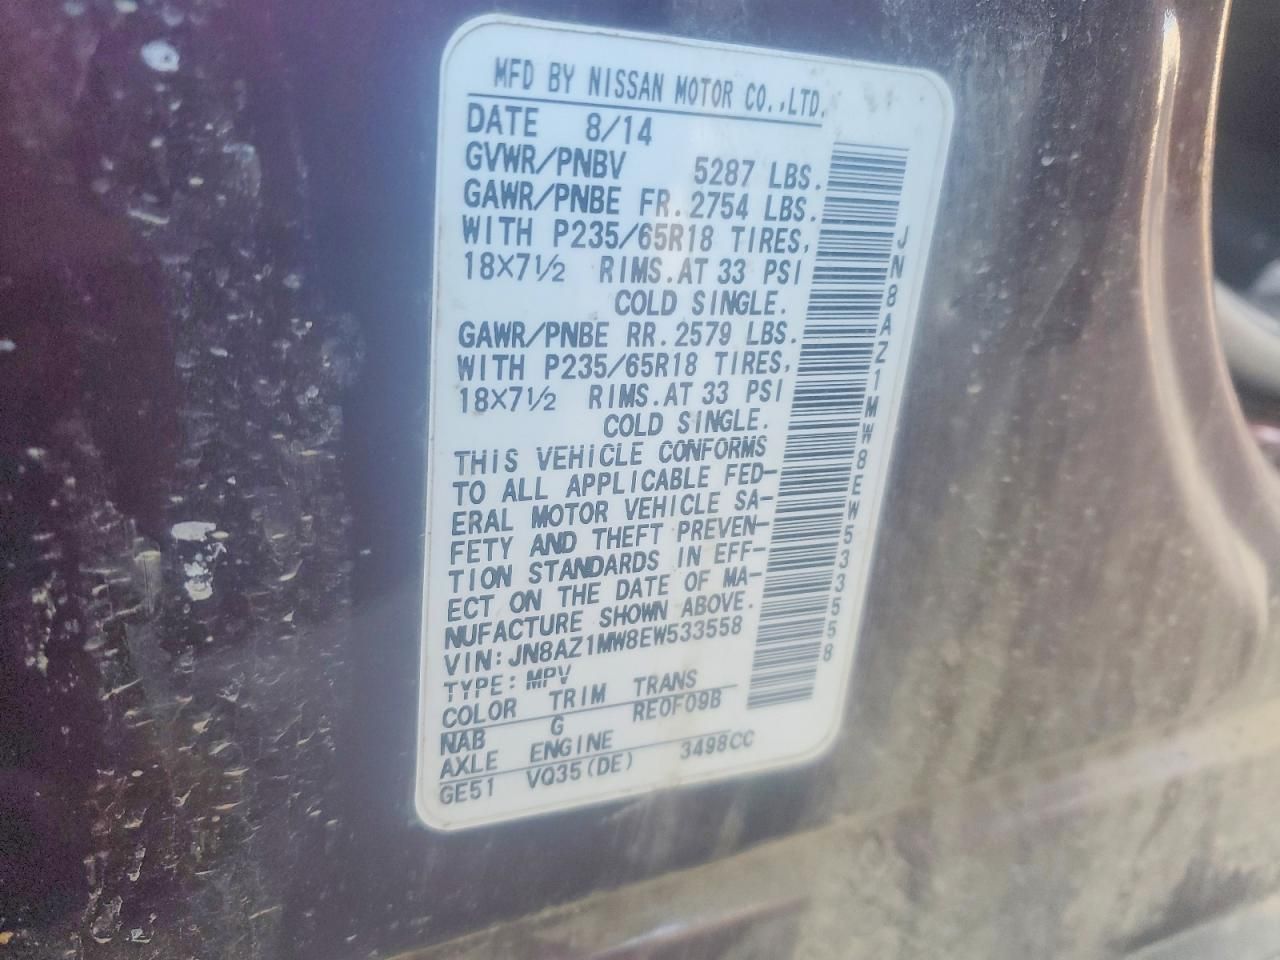 MFD BY NISSAN MOTOR CO.,LTD.
DATE 8/14
GVWR/PNBV 5287 LBS.
GAWR/PNBE FR. 2754 LBS.
WITH P235/65R18 TIRES,
18X7½ RIMS.AT 33 PSI
COLD SINGLE.
GAWR/PNBE RR. 2579 LBS.
WITH P235/65R18 TIRES,
18X7½ RIMS.AT 33 PSI
COLD SINGLE.
THIS VEHICLE CONFORMS
TO ALL APPLICABLE FED-
ERAL MOTOR VEHICLE SA-
FETY AND THEFT PREVEN-
TION STANDARDS IN EFF-
ECT ON THE DATE OF MA-
NUFACTURE SHOWN ABOVE.
VIN:JN8AZ1MW8EW533558
TYPE:MPV
COLOR TRIM TRANS
NAB G RE0F09B
AXLE ENGINE
GE51 VQ35(DE) 3498CC
JN8AZ1MW8EW533558